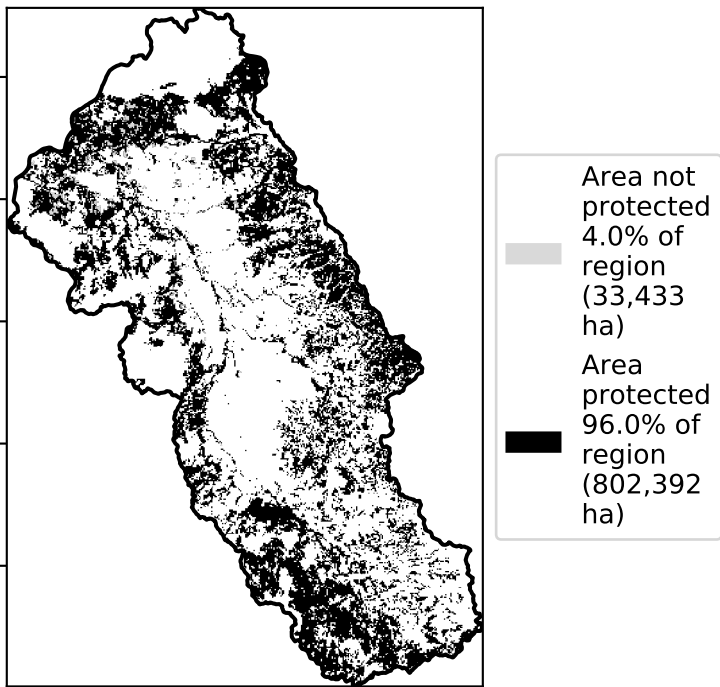 Area not
protected
4.0% of
region
(33,433
ha)
Area
protected
96.0% of
region
(802,392
ha)